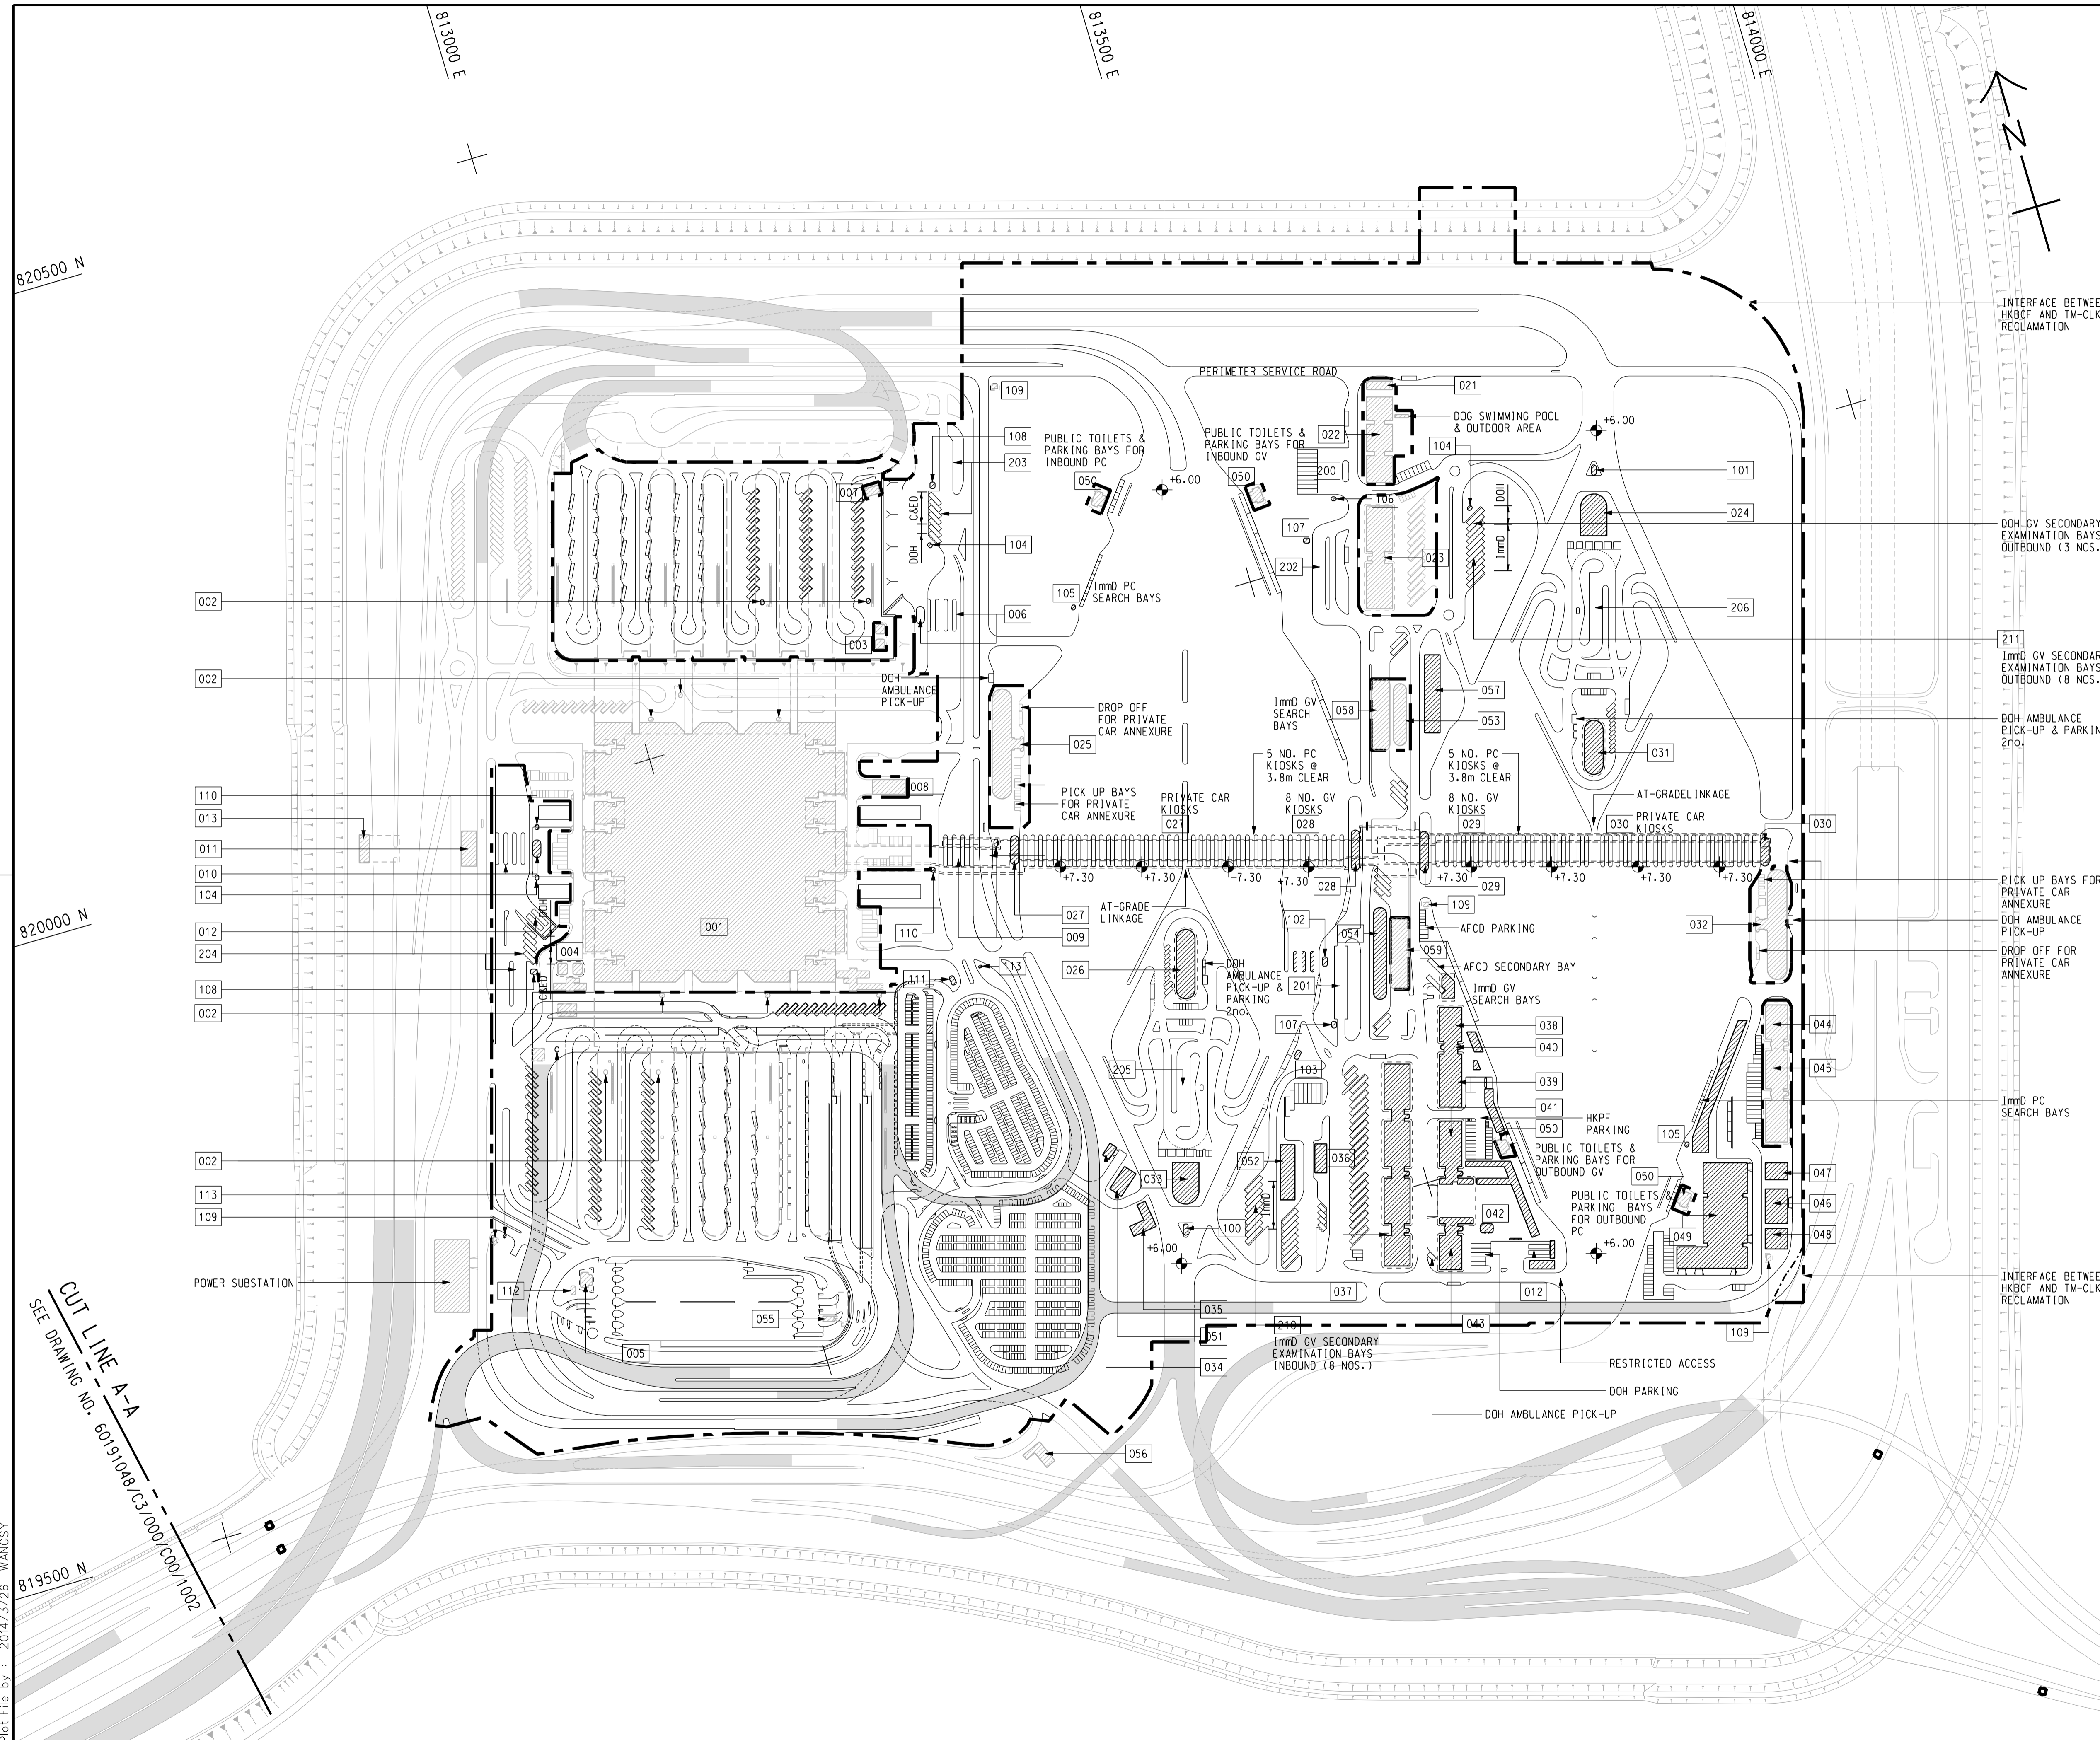 813000 E
813500 E
814000 E
N
820500 N
820000 N
819500 N
INTERFACE BETWEE
HKBCF AND TM-CLK
RECLAMATION
PERIMETER SERVICE ROAD
021
109
DOG SWIMMING POOL
& OUTDOOR AREA
022
+6.00
108
PUBLIC TOILETS &
PARKING BAYS FOR
INBOUND PC
PUBLIC TOILETS &
PARKING BAYS FOR
INBOUND GV
104
203
200
101
050
050
+6.00
007
106
C&ED
DOH
024
DOH GV SECONDARY
EXAMINATION BAYS
OUTBOUND (3 NOS.
107
104
DOH
ImmD
023
202
ImmD PC
SEARCH BAYS
105
002
006
206
003
211
ImmD GV SECONDAR
EXAMINATION BAYS
OUTBOUND (8 NOS.
002
DOH
AMBULANCE
PICK-UP
057
DROP OFF
FOR PRIVATE
CAR ANNEXURE
ImmD GV
SEARCH
BAYS
058
053
DOH AMBULANCE
PICK-UP & PARKIN
2no.
025
5 NO. PC
KIOSKS @
3.8m CLEAR
5 NO. PC
KIOSKS @
3.8m CLEAR
031
008
PICK UP BAYS
FOR PRIVATE
CAR ANNEXURE
PRIVATE CAR
KIOSKS
027
8 NO. GV
KIOSKS
028
8 NO. GV
KIOSKS
029
AT-GRADELINKAGE
030
PRIVATE CAR
KIOSKS
030
110
013
011
010
104
+7.30
+7.30
+7.30
+7.30
+7.30
+7.30
+7.30
+7.30
028
029
PICK UP BAYS FOR
PRIVATE CAR
ANNEXURE
DOH
AT-GRADE
LINKAGE
027
109
DOH AMBULANCE
PICK-UP
012
001
110
009
102
054
AFCD PARKING
032
204
004
059
DROP OFF FOR
PRIVATE CAR
ANNEXURE
C&ED
111
113
026
DOH
AMBULANCE
PICK-UP &
PARKING
2no.
AFCD SECONDARY BAY
108
201
ImmD GV
SEARCH BAYS
002
107
038
044
040
205
103
039
045
041
ImmD PC
SEARCH BAYS
HKPF
PARKING
050
105
PUBLIC TOILETS &
PARKING BAYS FOR
OUTBOUND GV
002
052
036
033
050
047
113
ImmD
PUBLIC TOILETS &
PARKING BAYS
FOR OUTBOUND
PC
046
109
042
100
049
048
+6.00
+6.00
POWER SUBSTATION
112
037
012
INTERFACE BETWEE
HKBCF AND TM-CLK
RECLAMATION
055
035
210
043
109
051
005
034
ImmD GV SECONDARY
EXAMINATION BAYS
INBOUND (8 NOS.)
RESTRICTED ACCESS
DOH PARKING
DOH AMBULANCE PICK-UP
056
CUT LINE A-A
SEE DRAWING NO. 60191048/C3/000/C00/1002
Plot File by : 2014/3/26 WANGSY